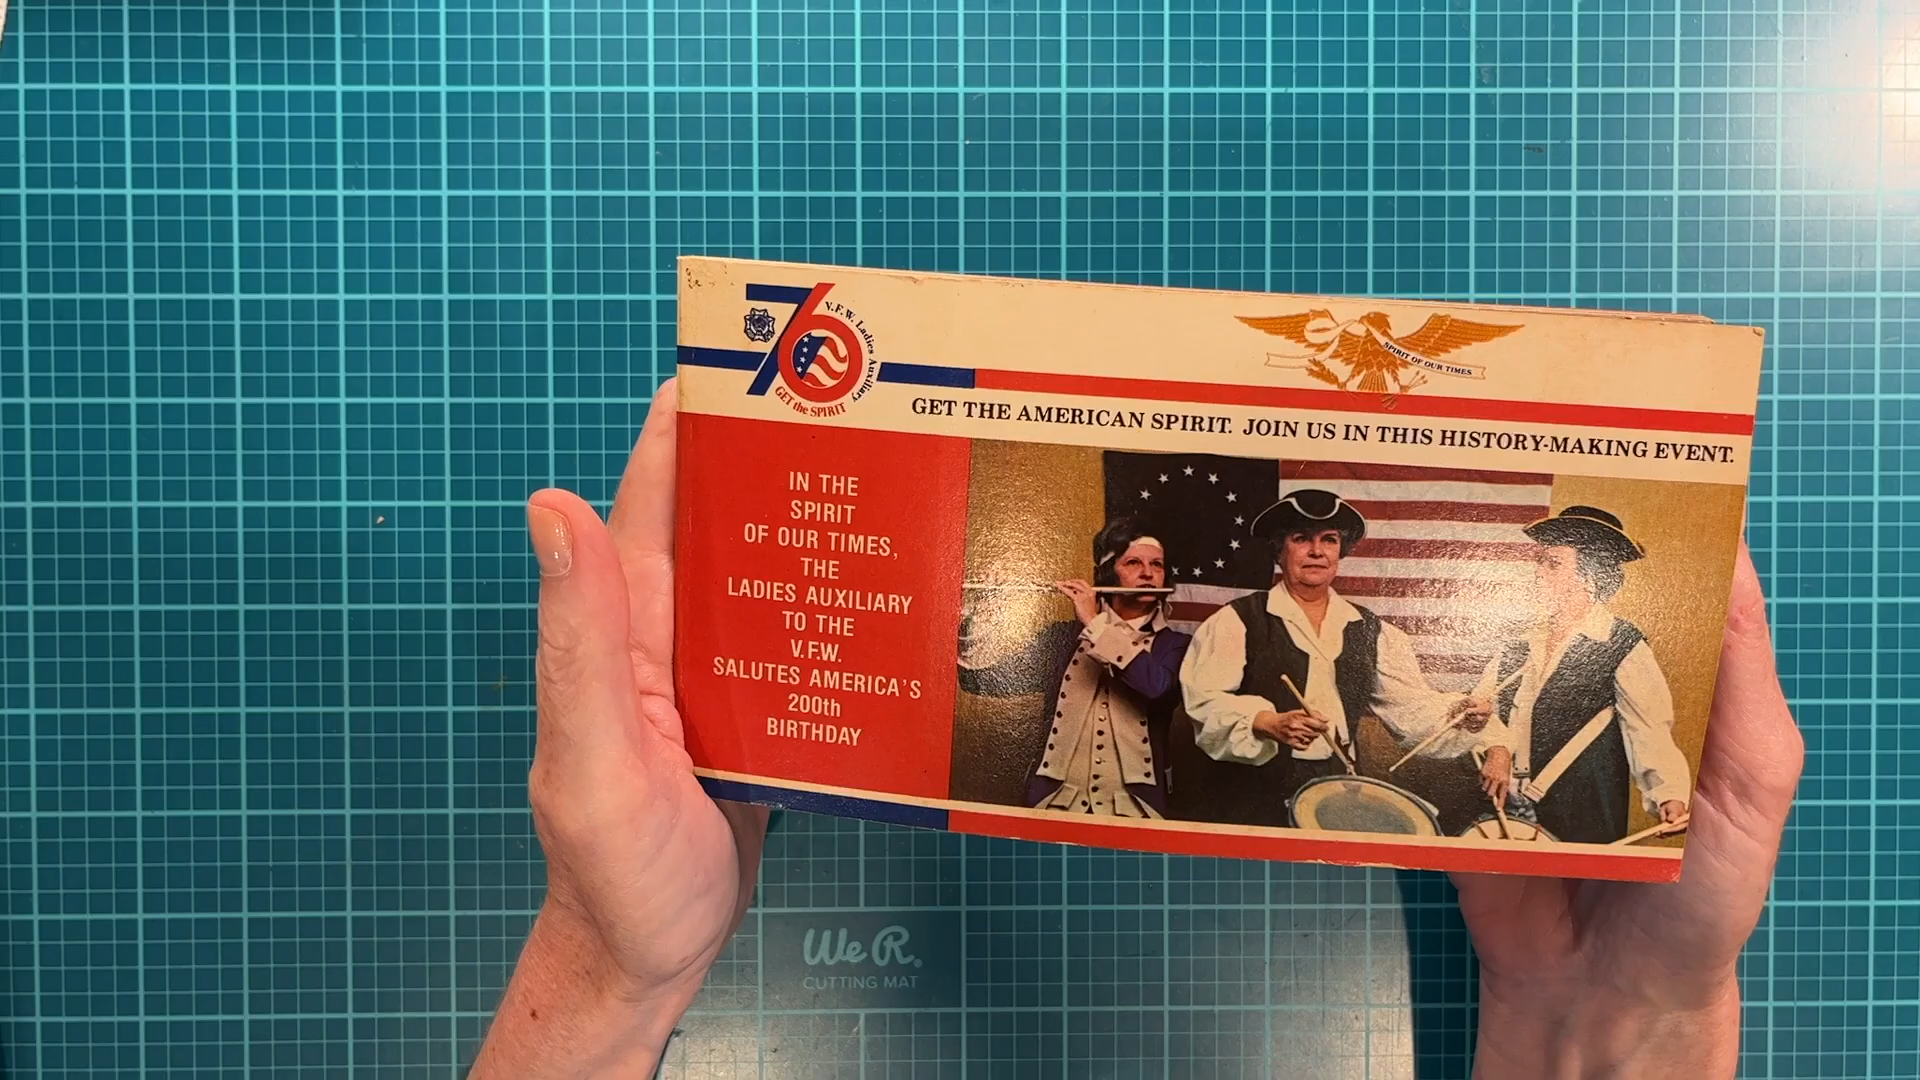 76
V.F.W. Ladies Auxiliary
GET the SPIRIT
SPIRIT OF OUR TIMES
GET THE AMERICAN SPIRIT. JOIN US IN THIS HISTORY-MAKING EVENT.
IN THE
SPIRIT
OF OUR TIMES,
THE
LADIES AUXILIARY
TO THE
V.F.W.
SALUTES AMERICA'S
200th
BIRTHDAY
We R.
CUTTING MAT